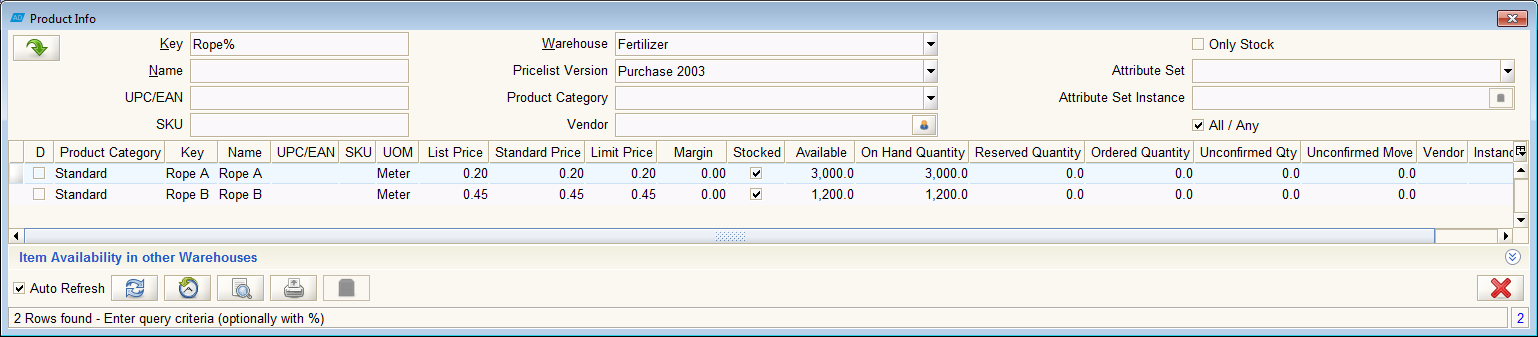 AD Product Info
Key Rope% Warehouse Fertilizer Only Stock
Name Pricelist Version Purchase 2003 Attribute Set
UPC/EAN Product Category Attribute Set Instance
SKU Vendor All / Any
D Product Category Key Name UPC/EAN SKU UOM List Price Standard Price Limit Price Margin Stocked Available On Hand Quantity Reserved Quantity Ordered Quantity Unconfirmed Qty Unconfirmed Move Vendor Instanc
Standard Rope A Rope A Meter 0.20 0.20 0.20 0.00 3,000.0 3,000.0 0.0 0.0 0.0 0.0
Standard Rope B Rope B Meter 0.45 0.45 0.45 0.00 1,200.0 1,200.0 0.0 0.0 0.0 0.0
Item Availability in other Warehouses
Auto Refresh
2 Rows found - Enter query criteria (optionally with %) 2